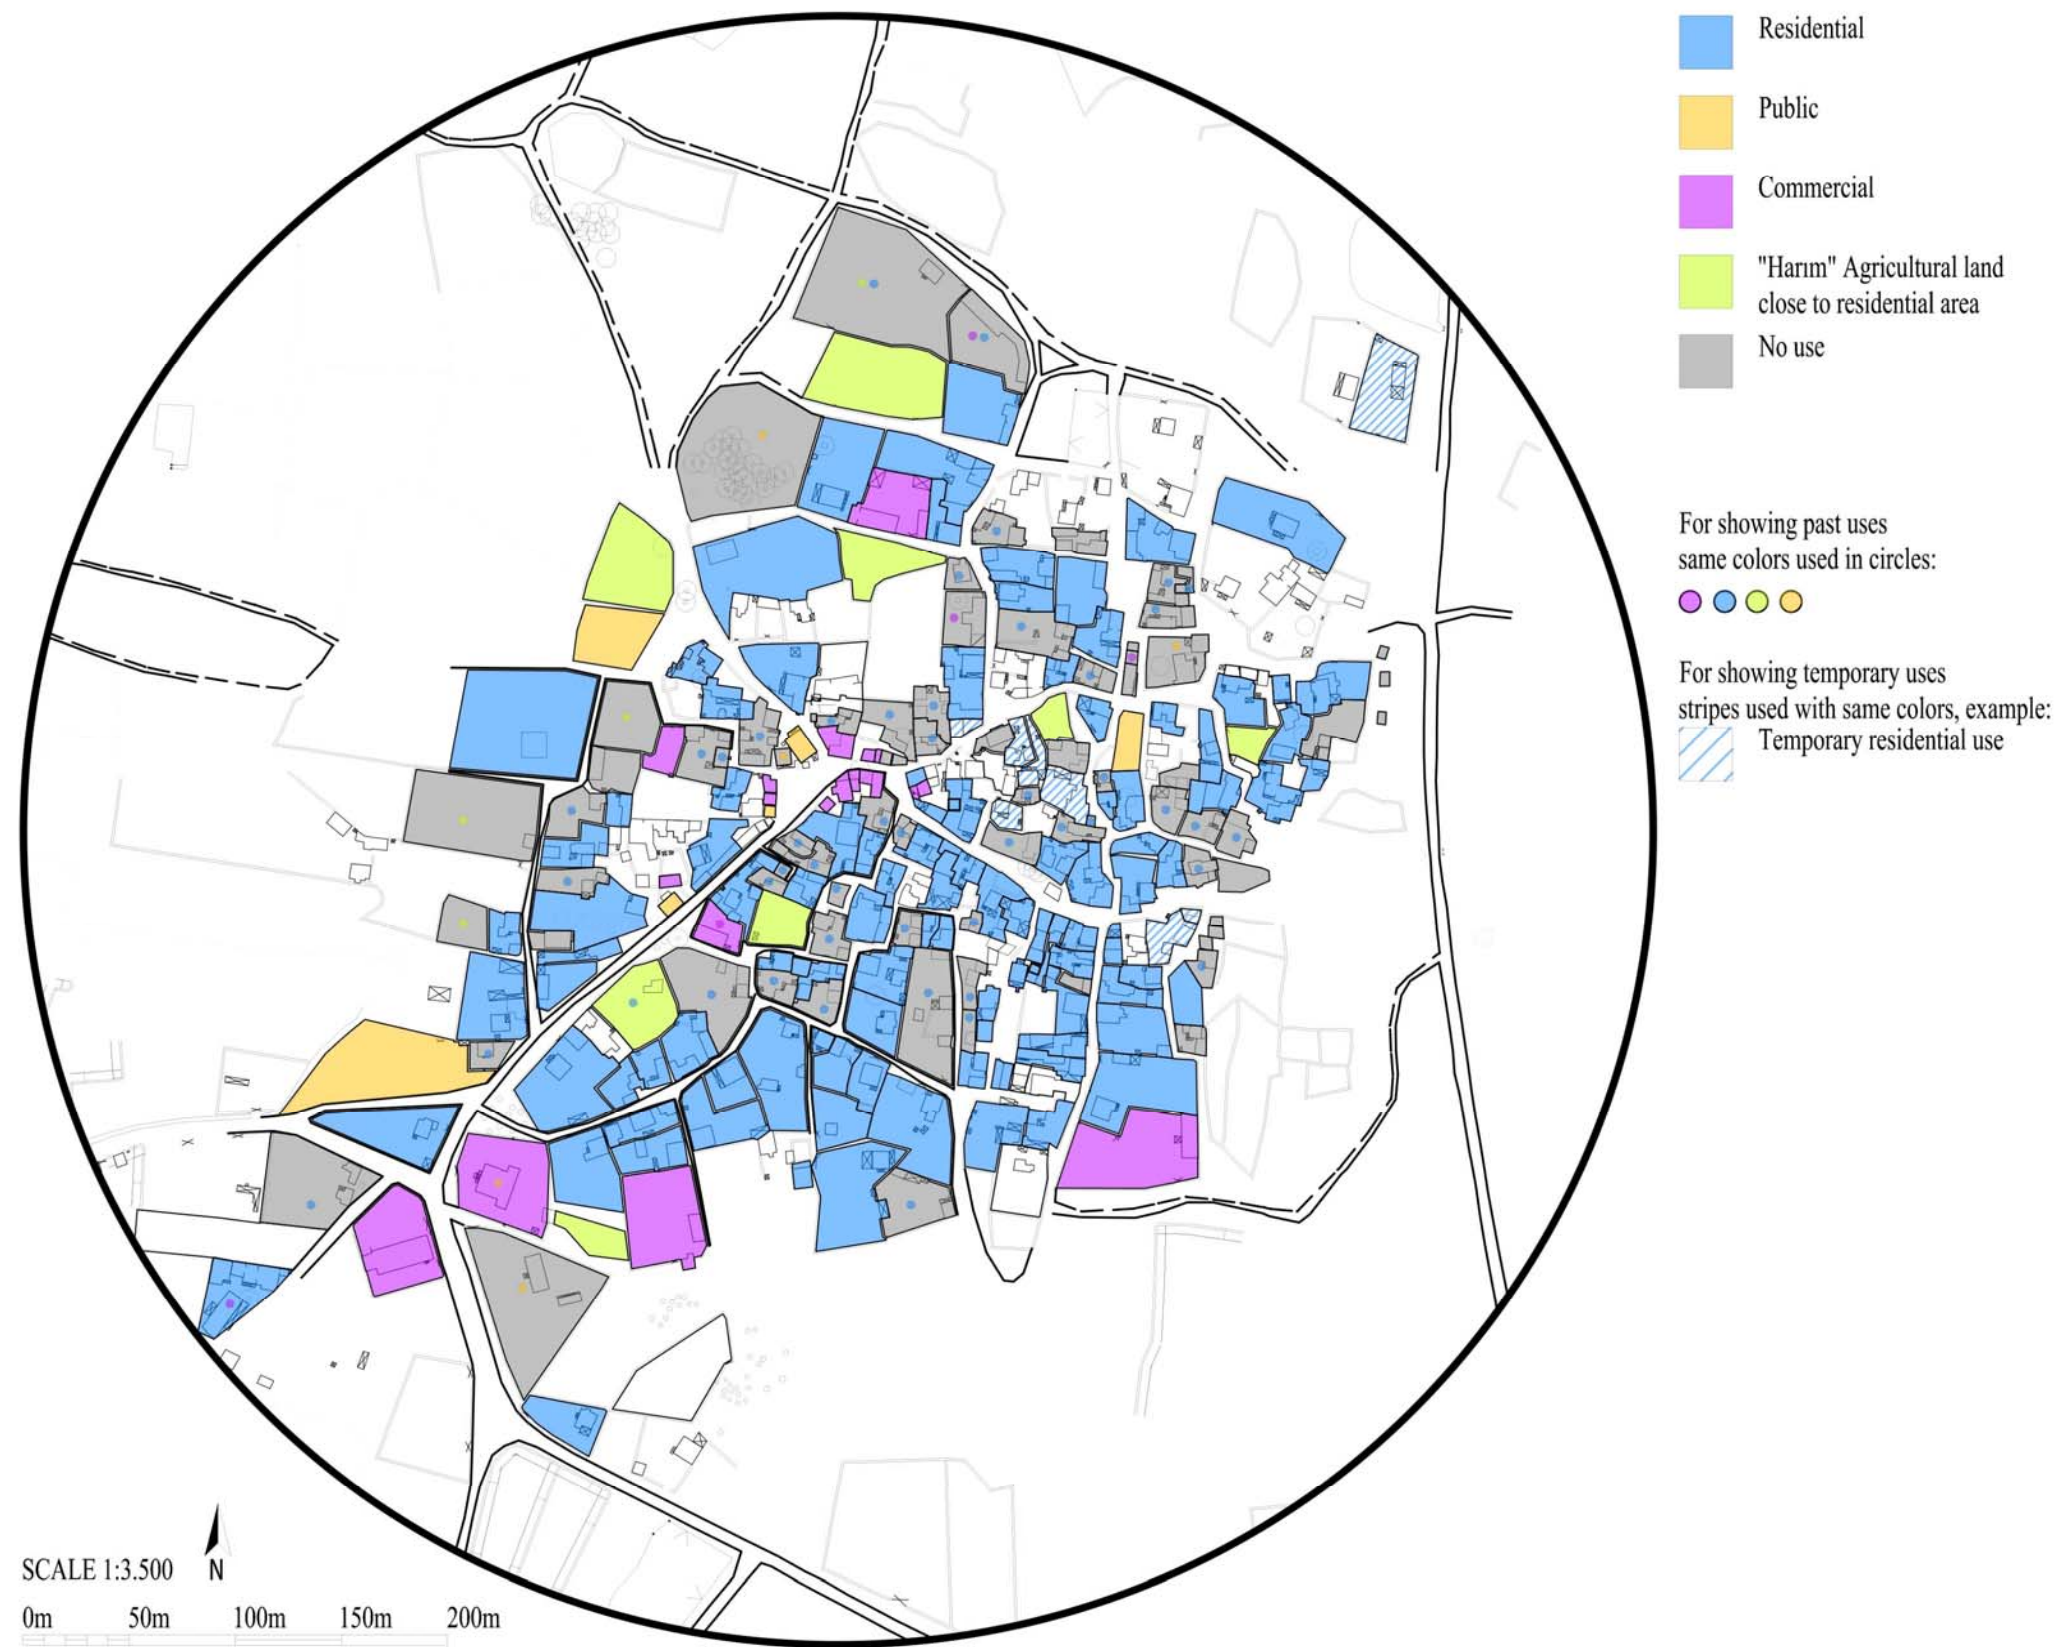 Residential
Public
Commercial
"Harım" Agricultural land
close to residential area
No use
For showing past uses
same colors used in circles:
For showing temporary uses
stripes used with same colors, example:
Temporary residential use
SCALE 1:3.500
N
0m 50m 100m 150m 200m